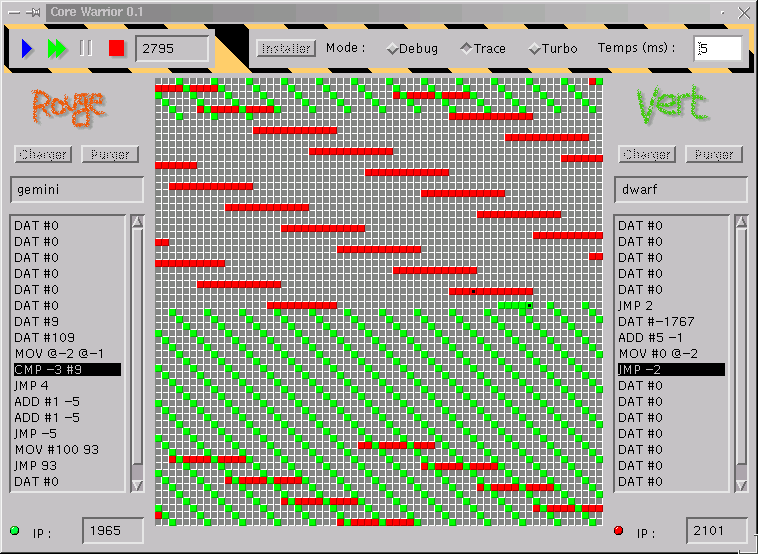 Core Warrior 0.1
2795
Installer Mode : Debug Trace Turbo Temps (ms) : 5
Rouge
Vert
Charger Purger
Charger Purger
gemini
dwarf
DAT #0
DAT #0
DAT #0
DAT #0
DAT #0
DAT #0
DAT #9
DAT #109
MOV @-2 @-1
CMP -3 #9
JMP 4
ADD #1 -5
ADD #1 -5
JMP -5
MOV #100 93
JMP 93
DAT #0
DAT #0
DAT #0
DAT #0
DAT #0
DAT #0
JMP 2
DAT #-1767
ADD #5 -1
MOV #0 @-2
JMP -2
DAT #0
DAT #0
DAT #0
DAT #0
DAT #0
DAT #0
DAT #0
IP : 1965
IP : 2101